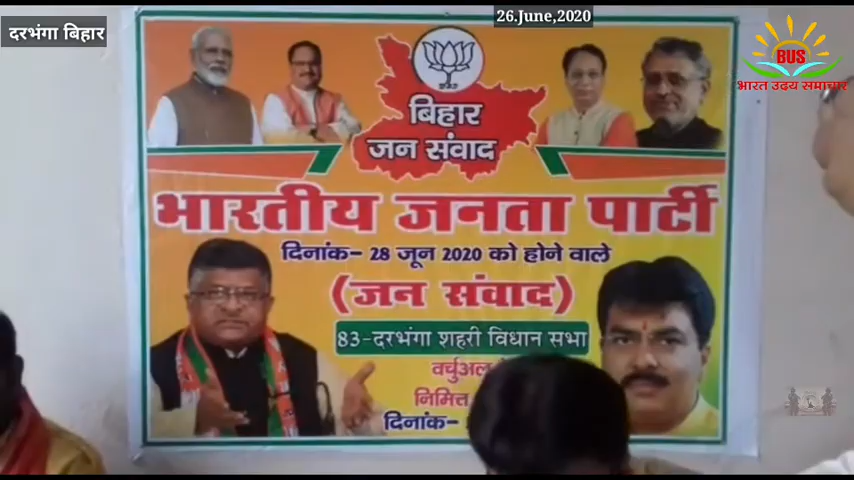 26.June,2020
दरभंगा बिहार
BUS
भारत उदय समाचार
बिहार
जन संवाद
भारतीय जनता पार्टी
दिनांक– 28 जून 2020 को होने वाले
(जन संवाद)
83-दरभंगा शहरी विधान सभा
वर्चुअल
निमित्त
दिनांक–